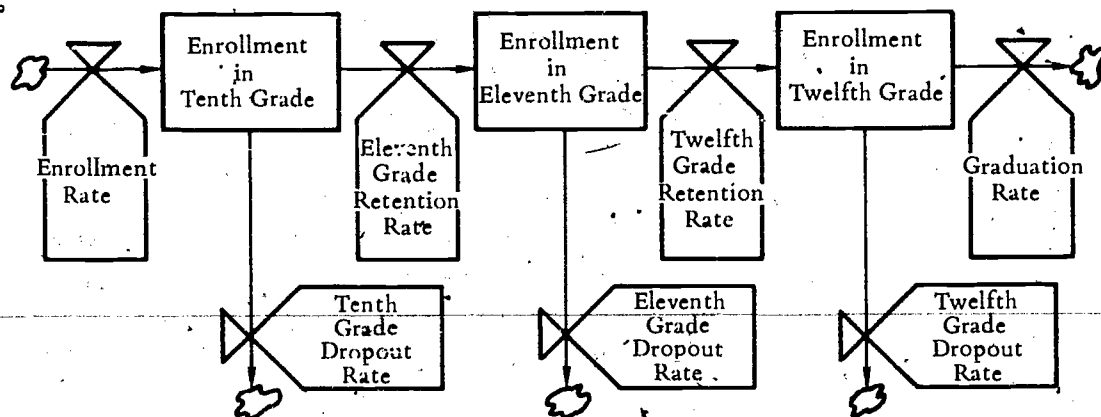 Enrollment
in
Tenth Grade
Enrollment
in
Eleventh Grade
Enrollment
in
Twelfth Grade
Enrollment
Rate
Eleventh
Grade
Retention
Rate
Twelfth
Grade
Retention
Rate
Graduation
Rate
Tenth
Grade
Dropout
Rate
Eleventh
Grade
Dropout
Rate
Twelfth
Grade
Dropout
Rate